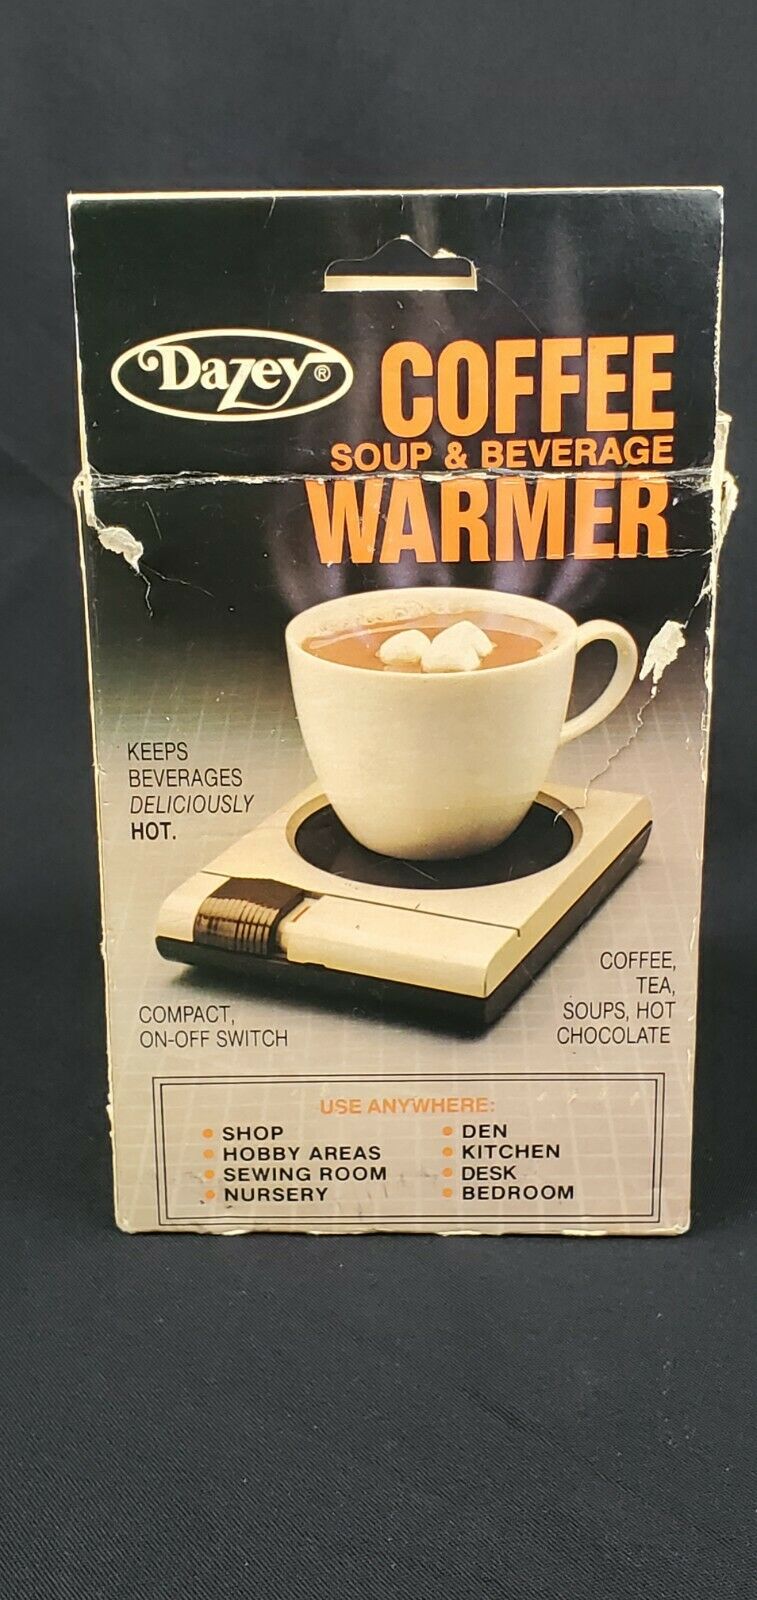 Dazey®
COFFEE
SOUP & BEVERAGE
WARMER
KEEPS
BEVERAGES
DELICIOUSLY
HOT.
COFFEE,
TEA,
SOUPS, HOT
CHOCOLATE
COMPACT,
ON-OFF SWITCH
USE ANYWHERE:
• SHOP
• HOBBY AREAS
• SEWING ROOM
• NURSERY
• DEN
• KITCHEN
• DESK
• BEDROOM